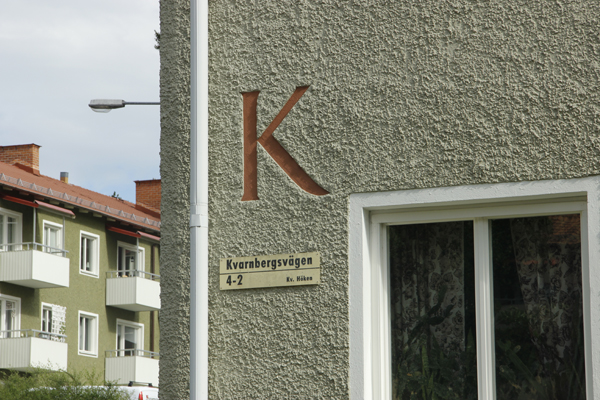 K
Kvarnbergsvägen
4-2
Kv. Höken